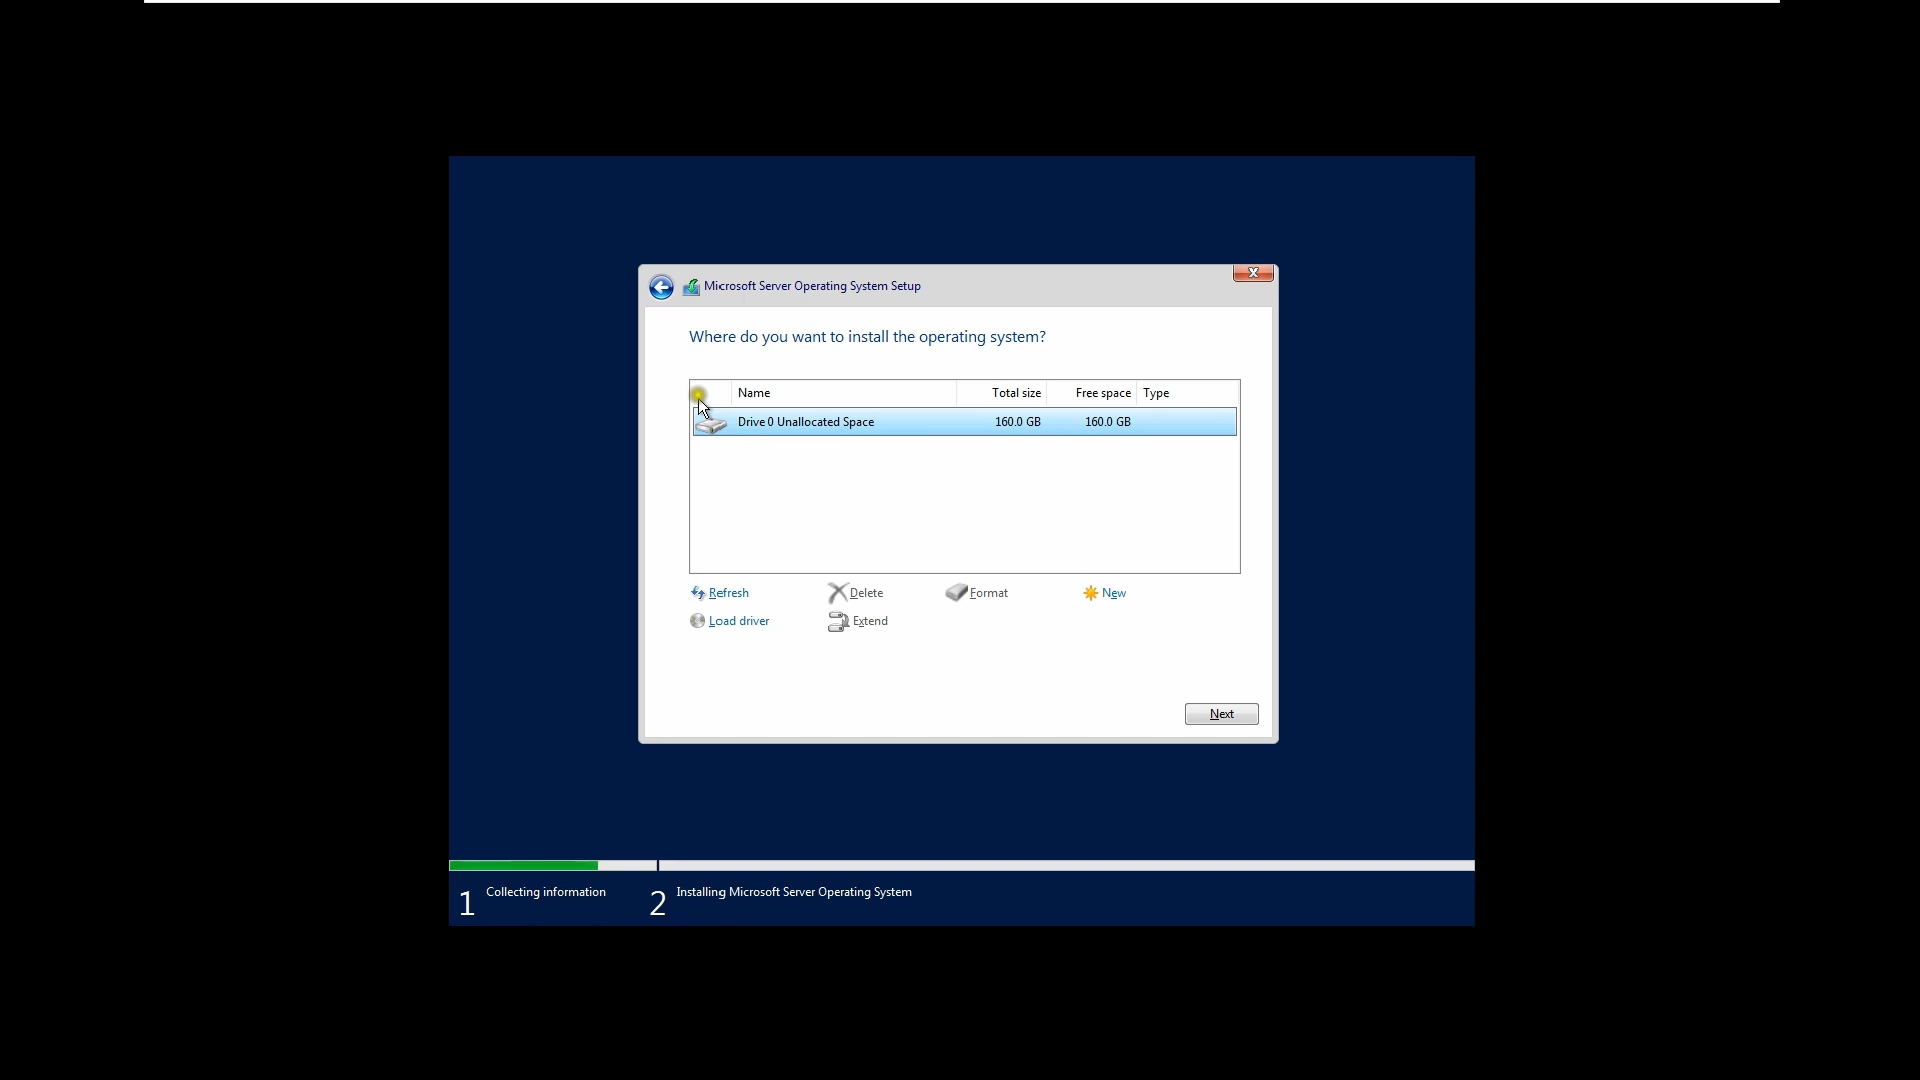 Microsoft Server Operating System Setup
X
Where do you want to install the operating system?
Name Total size Free space Type
Drive 0 Unallocated Space 160.0 GB 160.0 GB
Refresh Delete Format New
Load driver Extend
Next
1 Collecting information 2 Installing Microsoft Server Operating System